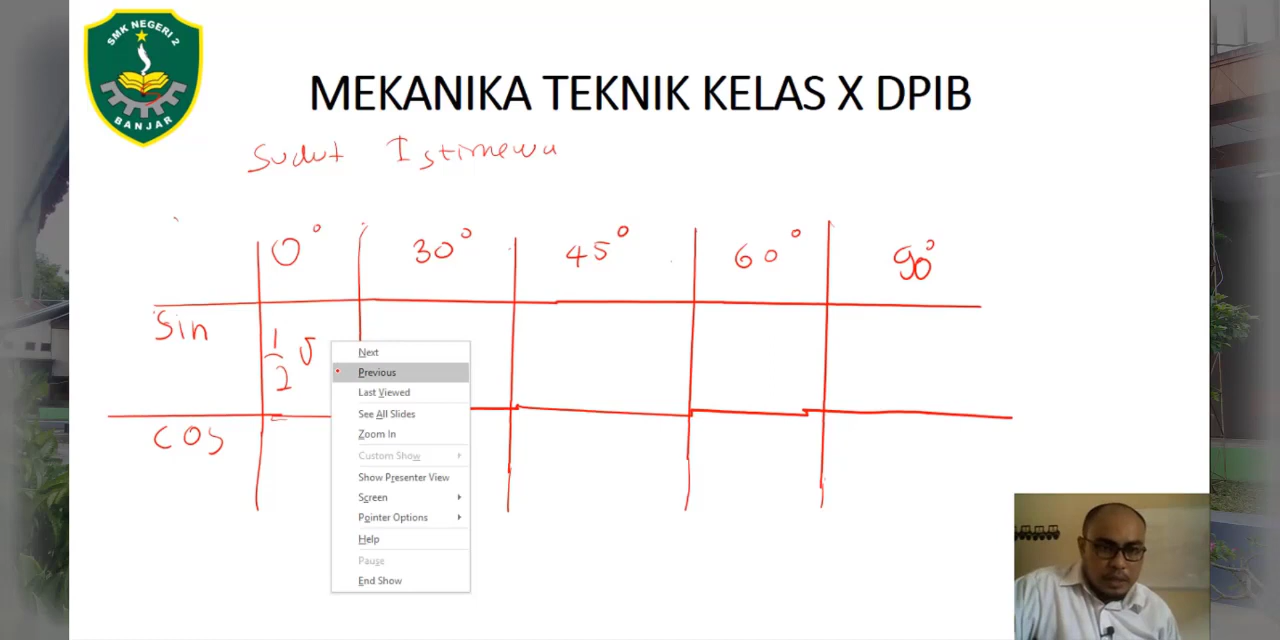 SMK NEGERI 2
BANJAR
MEKANIKA TEKNIK KELAS X DPIB
Sudut Istimewa
0° 30° 45° 60° 90°
Sin
1/2 √
Cos
Next
Previous
Last Viewed
See All Slides
Zoom In
Custom Show
Show Presenter View
Screen
Pointer Options
Help
Pause
End Show